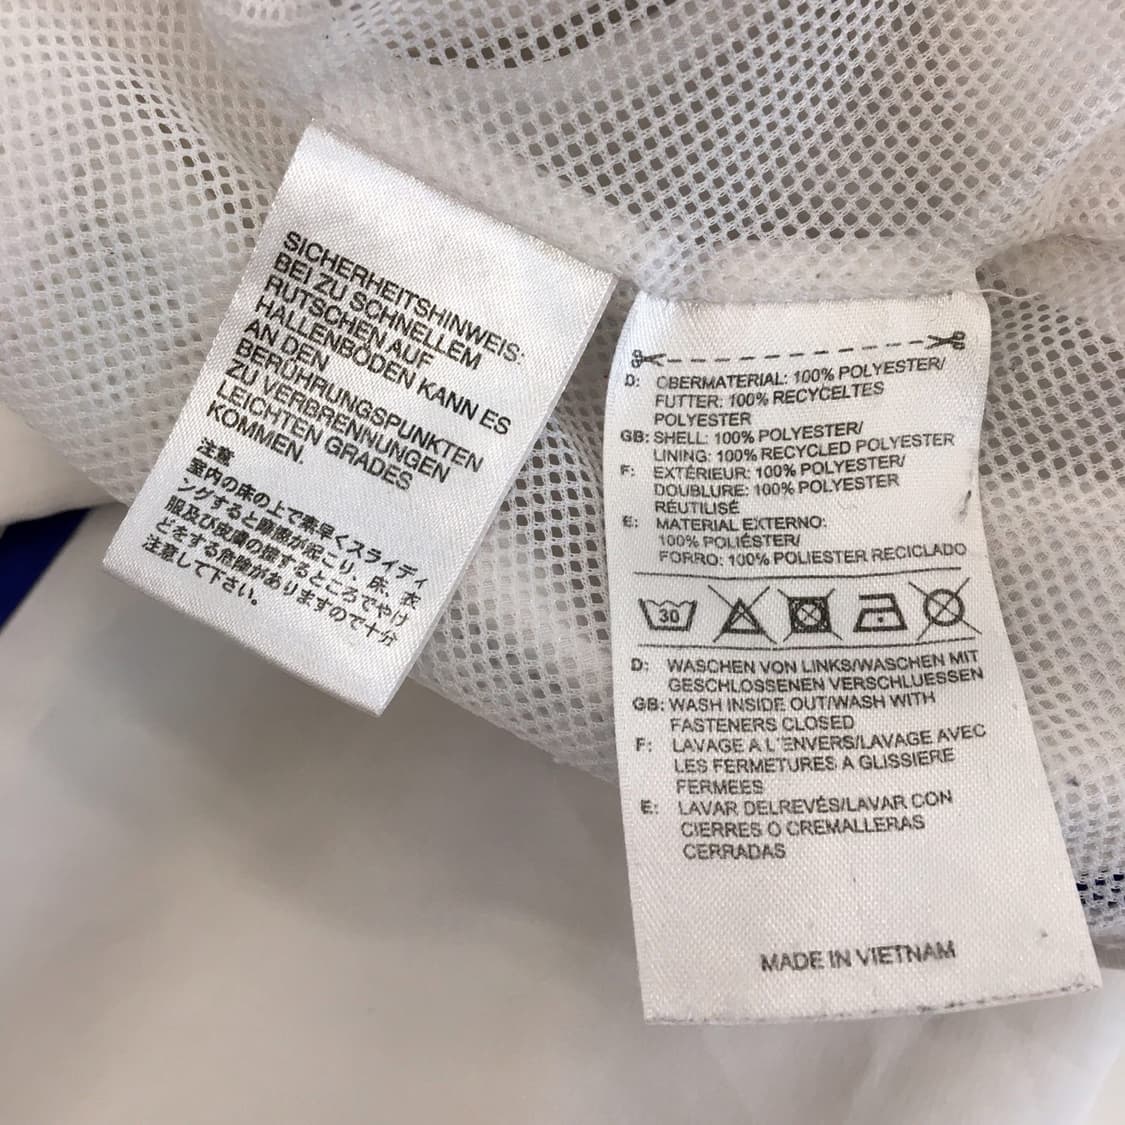 SICHERHEITSHINWEIS:
BEI ZU SCHNELLEM
RUTSCHEN AUF
HALLENBÖDEN KANN ES
AN DEN
BERÜHRUNGSPUNKTEN
ZU VERBRENNUNGEN
LEICHTEN GRADES
KOMMEN.
注意
室内の床の上で素早くスライディ
ングすると摩擦が起こり、床、衣
服及び皮膚の接するところでやけ
どをする危険がありますので十分
注意して下さい。
D: OBERMATERIAL: 100% POLYESTER/
FUTTER: 100% RECYCELTES
POLYESTER
GB: SHELL: 100% POLYESTER/
LINING: 100% RECYCLED POLYESTER
F: EXTÉRIEUR: 100% POLYESTER/
DOUBLURE: 100% POLYESTER
RÉUTILISÉ
E: MATERIAL EXTERNO:
100% POLIÉSTER/
FORRO: 100% POLIESTER RECICLADO
30
D: WASCHEN VON LINKS/WASCHEN MIT
GESCHLOSSENEN VERSCHLUESSEN
GB: WASH INSIDE OUT/WASH WITH
FASTENERS CLOSED
F: LAVAGE A L'ENVERS/LAVAGE AVEC
LES FERMETURES A GLISSIERE
FERMEES
E: LAVAR DELREVÉS/LAVAR CON
CIERRES O CREMALLERAS
CERRADAS
MADE IN VIETNAM